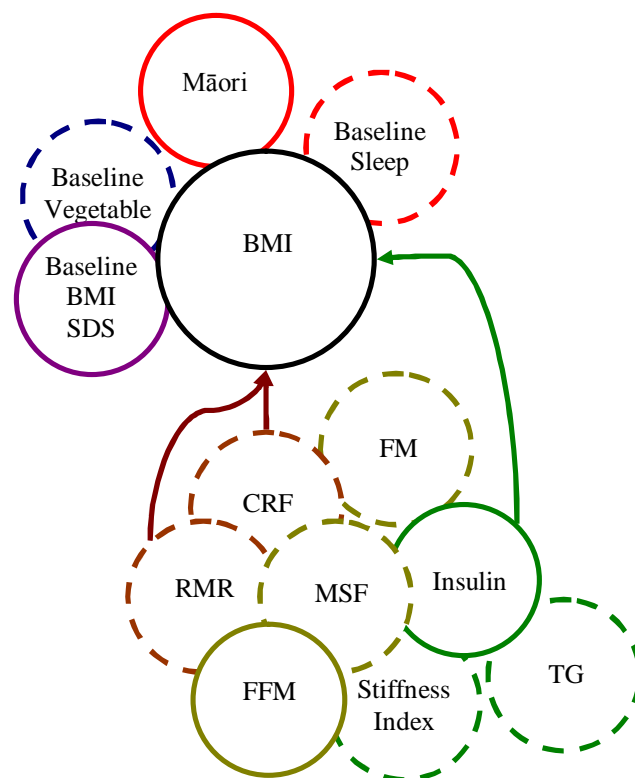 Māori
Baseline
Sleep
Baseline
Vegetable
BMI
Baseline
BMI
SDS
FM
CRF
RMR
MSF
Insulin
FFM
Stiffness
Index
TG